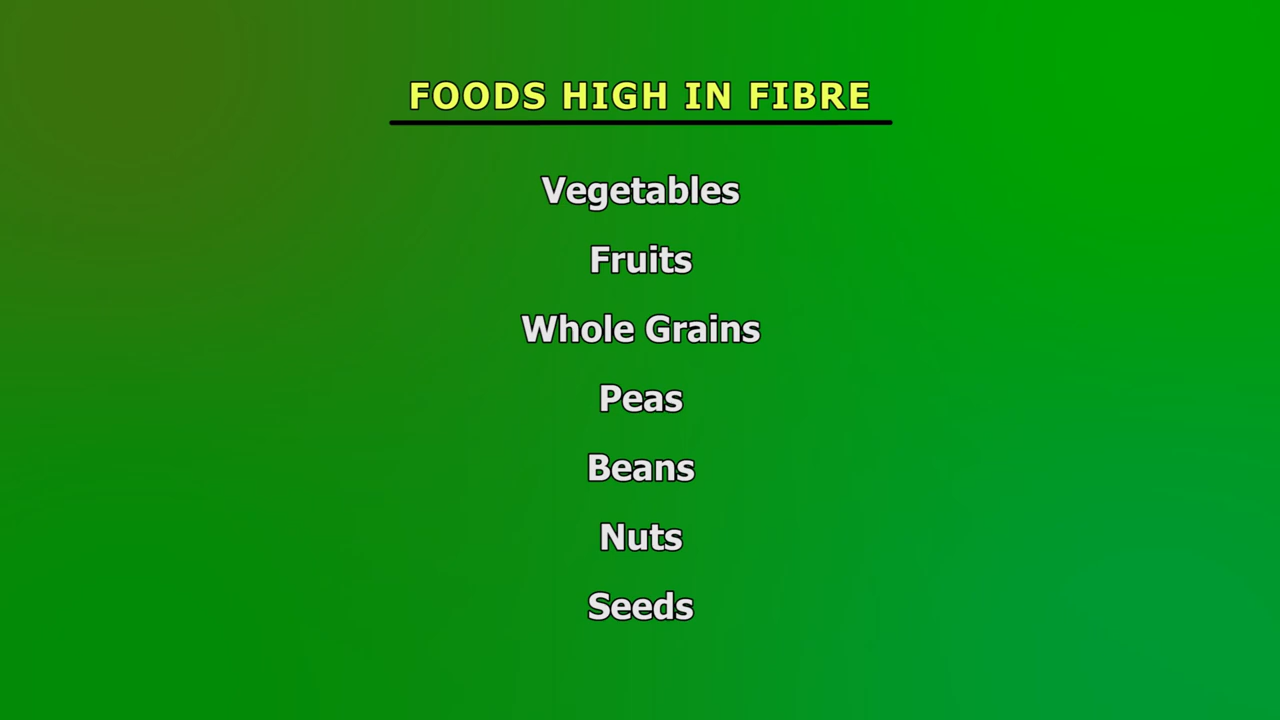 FOODS HIGH IN FIBRE
Vegetables
Fruits
Whole Grains
Peas
Beans
Nuts
Seeds